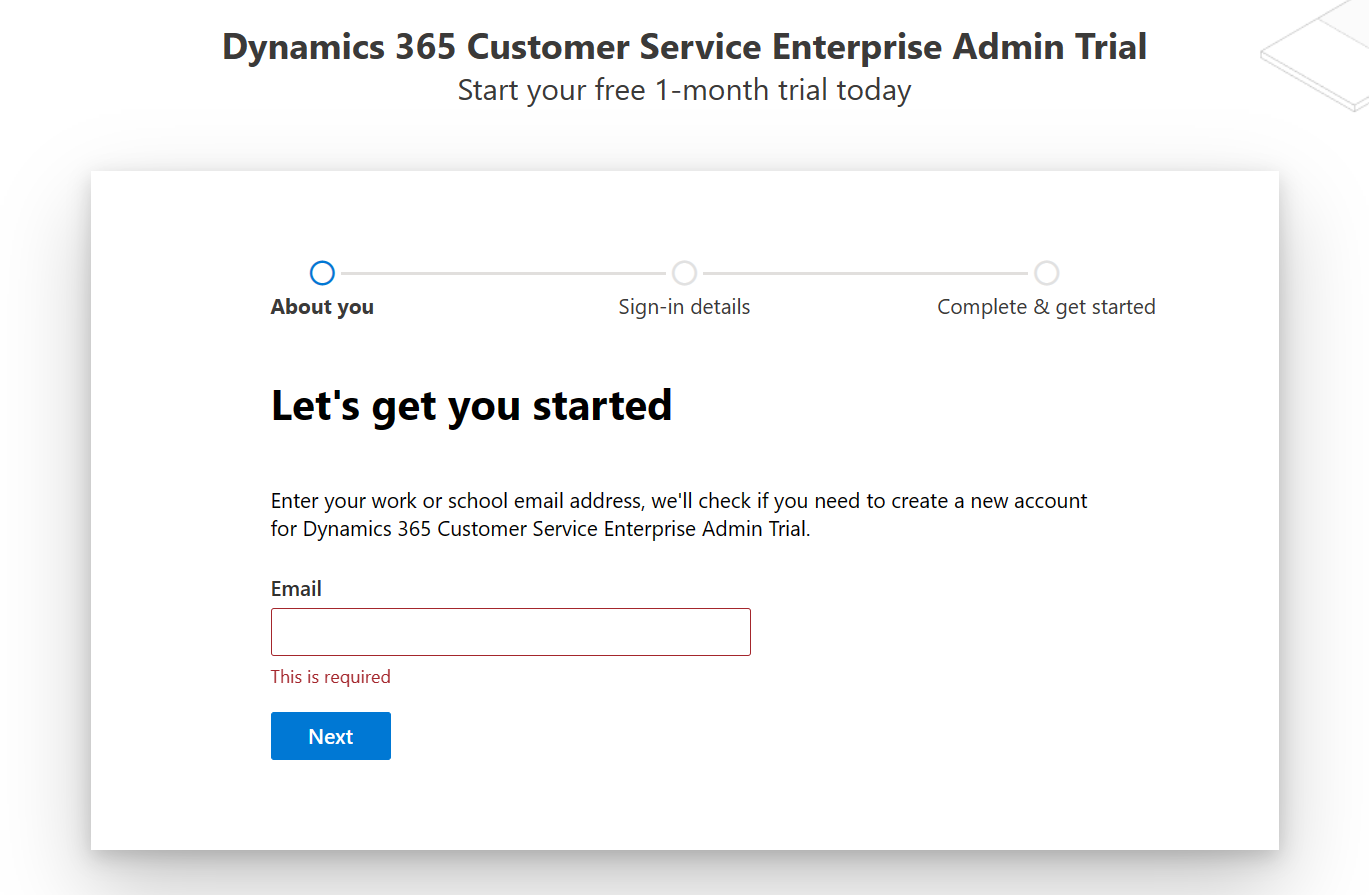 Dynamics 365 Customer Service Enterprise Admin Trial
Start your free 1-month trial today
About you
Sign-in details
Complete & get started
Let's get you started
Enter your work or school email address, we'll check if you need to create a new account
for Dynamics 365 Customer Service Enterprise Admin Trial.
Email
This is required
Next